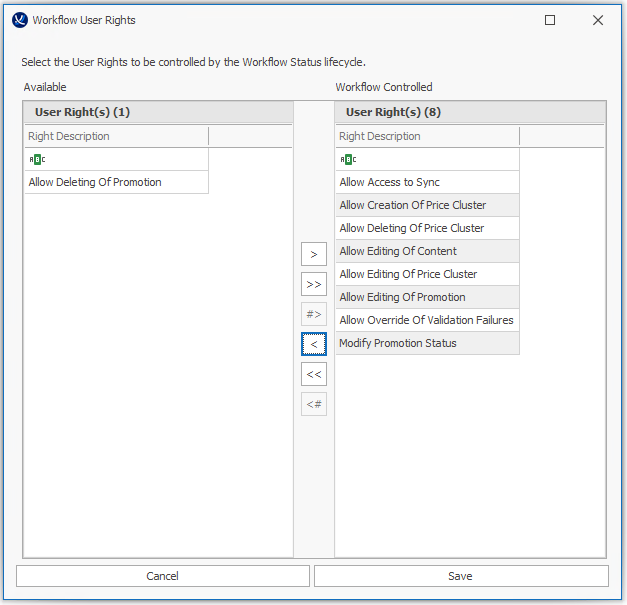 Workflow User Rights
Select the User Rights to be controlled by the Workflow Status lifecycle.
Available
User Right(s) (1)
Right Description
ABC
Allow Deleting Of Promotion
>
>>
#>
<
<<
<#
Workflow Controlled
User Right(s) (8)
Right Description
ABC
Allow Access to Sync
Allow Creation Of Price Cluster
Allow Deleting Of Price Cluster
Allow Editing Of Content
Allow Editing Of Price Cluster
Allow Editing Of Promotion
Allow Override Of Validation Failures
Modify Promotion Status
Cancel
Save